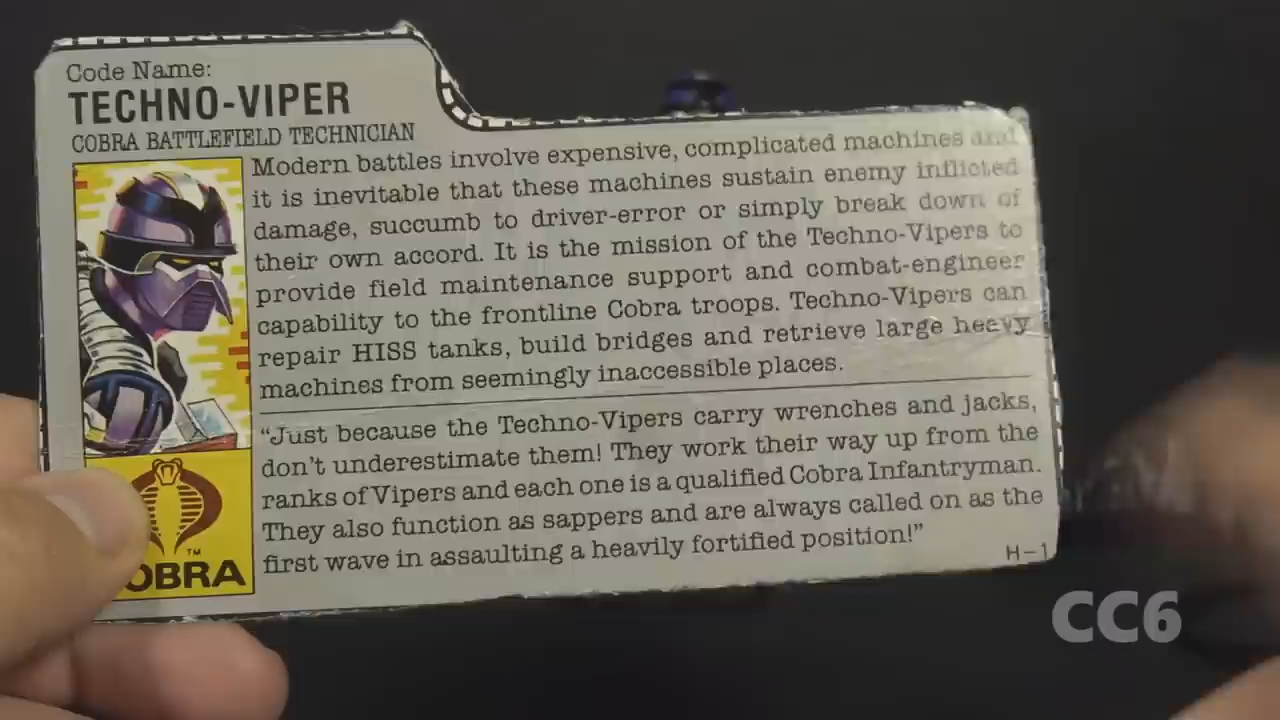 Code Name:
TECHNO-VIPER
COBRA BATTLEFIELD TECHNICIAN
Modern battles involve expensive, complicated machines and
it is inevitable that these machines sustain enemy inflicted
damage, succumb to driver-error or simply break down of
their own accord. It is the mission of the Techno-Vipers to
provide field maintenance support and combat-engineer
capability to the frontline Cobra troops. Techno-Vipers can
repair HISS tanks, build bridges and retrieve large heavy
machines from seemingly inaccessible places.
“Just because the Techno-Vipers carry wrenches and jacks,
don't underestimate them! They work their way up from the
ranks of Vipers and each one is a qualified Cobra Infantryman.
They also function as sappers and are always called on as the
first wave in assaulting a heavily fortified position!”
TM
OBRA
H-1
CC6